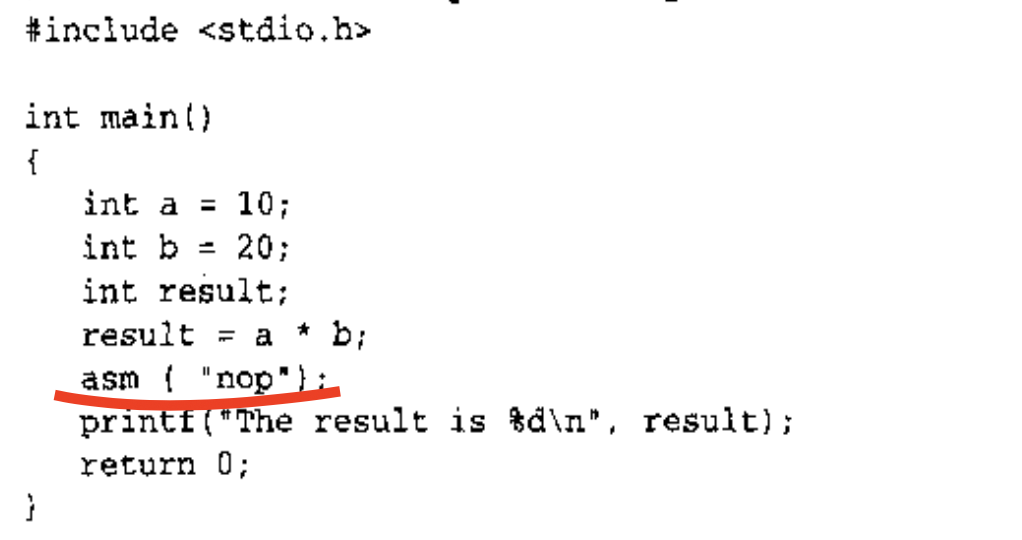 #include <stdio.h>
int main()
{
int a = 10;
int b = 20;
int result;
result = a * b;
asm ( "nop");
printf("The result is %d\n", result);
return 0;
}